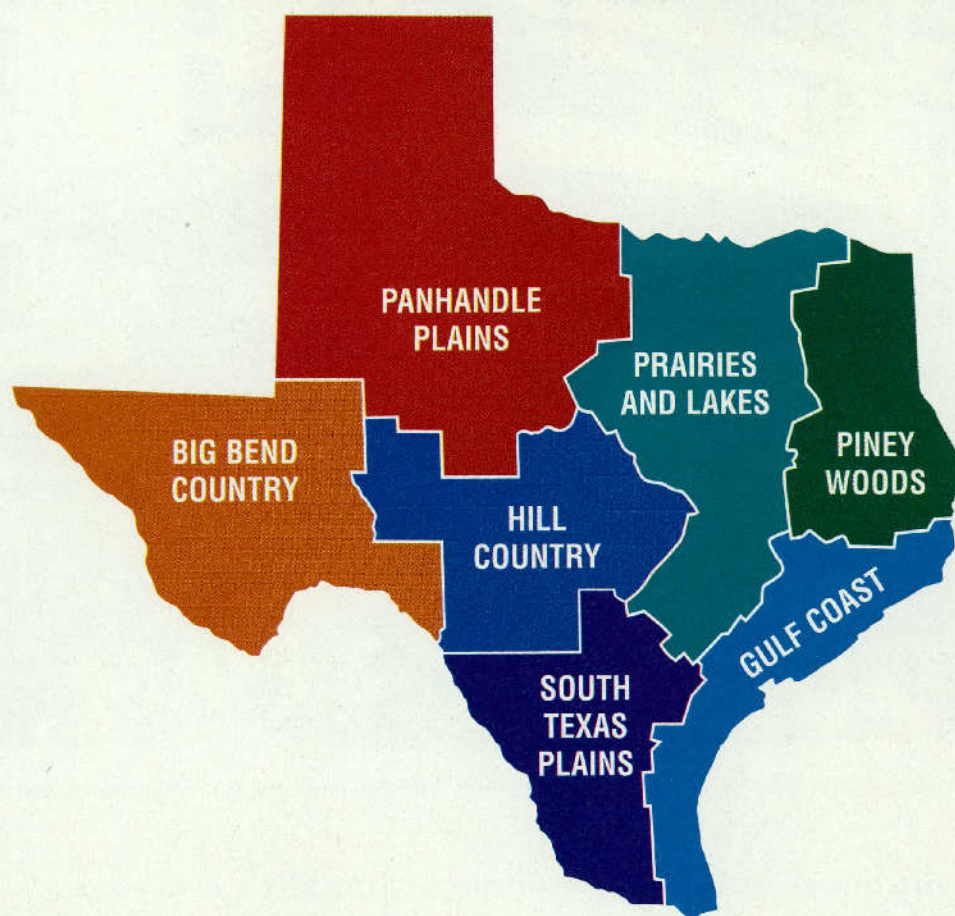 PANHANDLE
PLAINS
PRAIRIES
AND LAKES
PINEY
WOODS
BIG BEND
COUNTRY
HILL
COUNTRY
GULF COAST
SOUTH
TEXAS
PLAINS